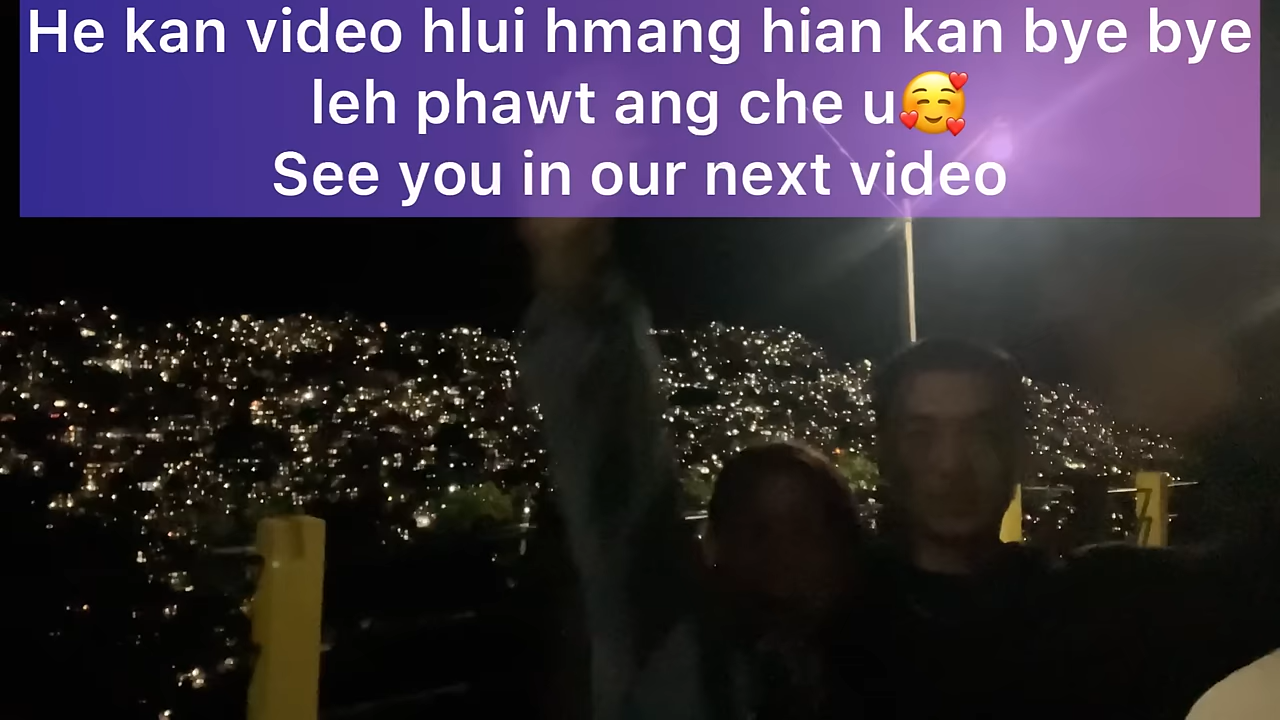 He kan video hlui hmang hian kan bye bye
leh phawt ang che u🥰
See you in our next video